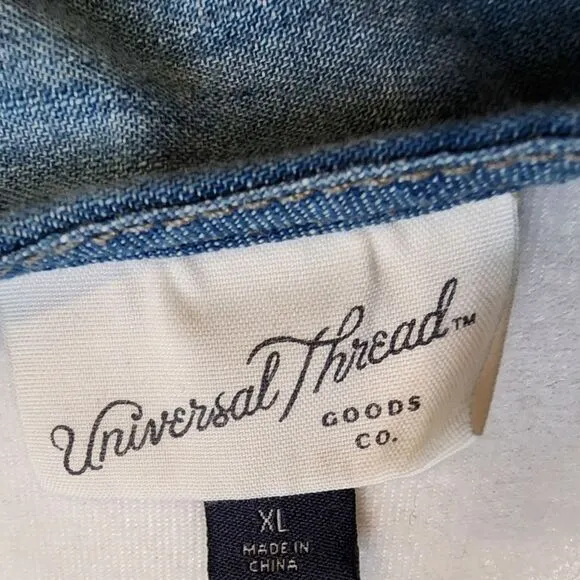 Universal Thread™
GOODS
CO.
XL
MADE IN
CHINA